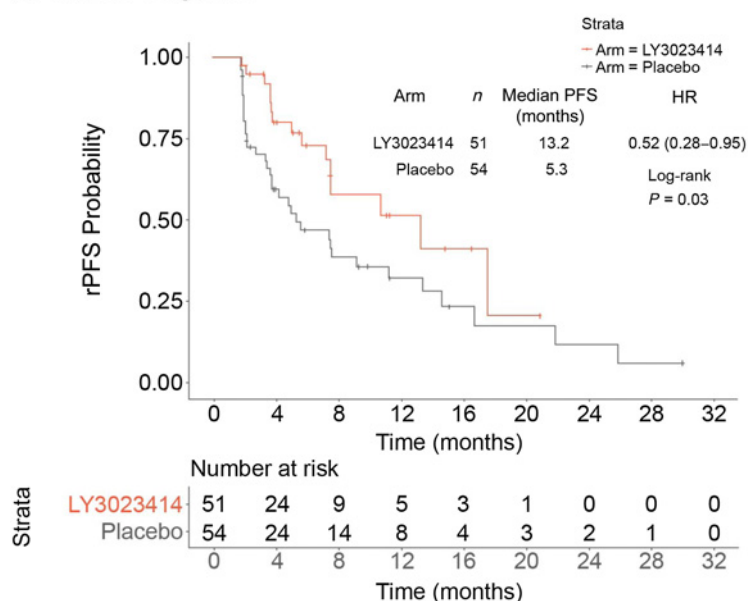 Strata
Arm = LY3023414
Arm = Placebo
Arm n Median PFS (months) HR
LY3023414 51 13.2 0.52 (0.28–0.95)
Placebo 54 5.3
Log-rank
P = 0.03
rPFS Probability
1.00
0.75
0.50
0.25
0.00
0 4 8 12 16 20 24 28 32
Time (months)
Number at risk
Strata
LY3023414 51 24 9 5 3 1 0 0 0
Placebo 54 24 14 8 4 3 2 1 0
0 4 8 12 16 20 24 28 32
Time (months)